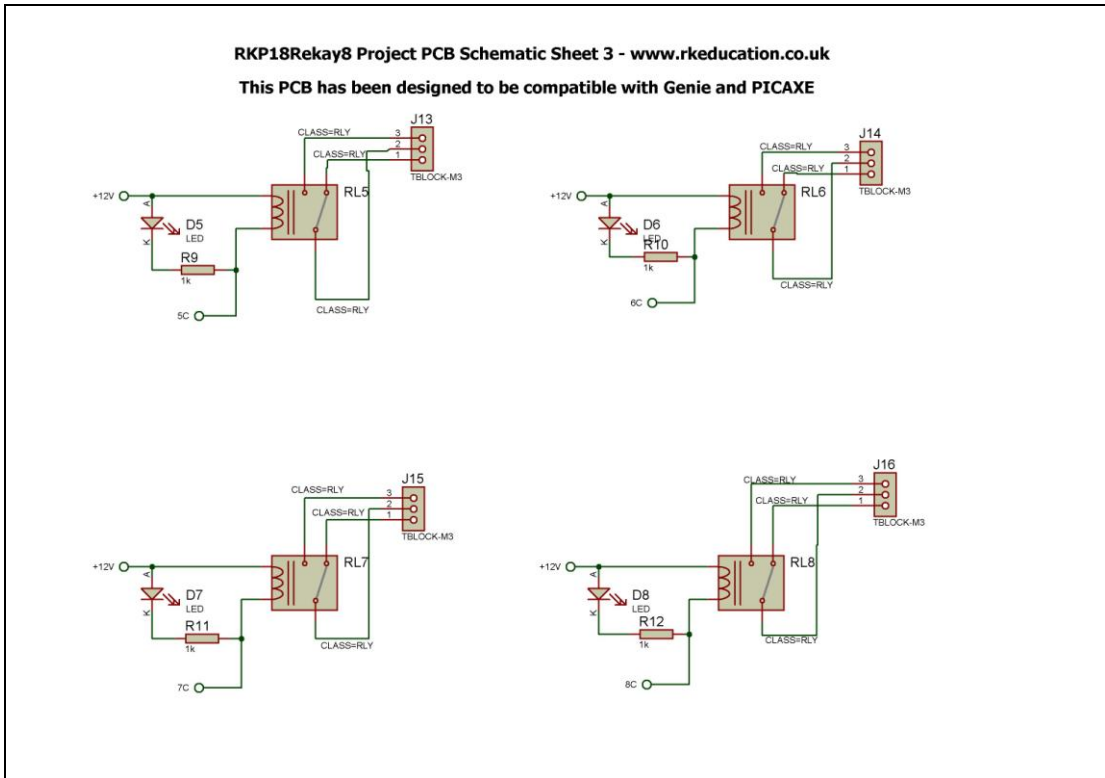 RKP18Rekay8 Project PCB Schematic Sheet 3 - www.rkeducation.co.uk
This PCB has been designed to be compatible with Genie and PICAXE
J13
CLASS=RLY
3
2
1
CLASS=RLY
TBLOCK-M3
RL5
+12V
A
D5
LED
K
R9
1k
CLASS=RLY
5C
J14
CLASS=RLY
3
2
1
CLASS=RLY
TBLOCK-M3
RL6
+12V
A
D6
LED
K
R10
1k
CLASS=RLY
6C
J15
CLASS=RLY
3
2
1
CLASS=RLY
TBLOCK-M3
RL7
+12V
A
D7
LED
K
R11
1k
CLASS=RLY
7C
J16
CLASS=RLY
3
2
1
CLASS=RLY
TBLOCK-M3
RL8
+12V
A
D8
LED
K
R12
1k
CLASS=RLY
8C